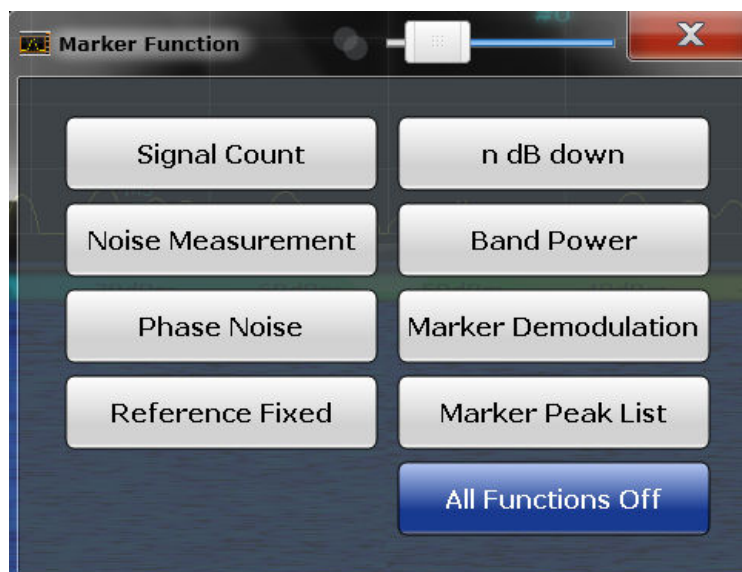 Marker Function
Signal Count
n dB down
Noise Measurement
Band Power
Phase Noise
Marker Demodulation
Reference Fixed
Marker Peak List
All Functions Off